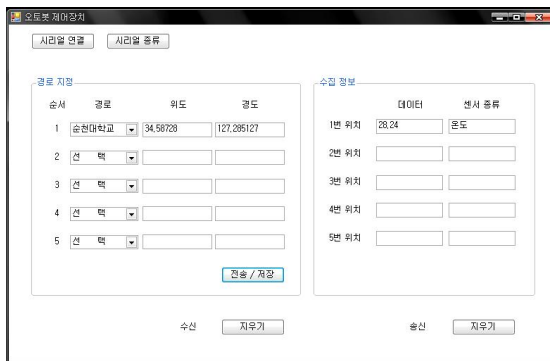 오토봇 제어장치
시리얼 연결 시리얼 종류
경로 지정
순서 경로 위도 경도
1 순천대학교 34,58728 127,285127
2 선 택
3 선 택
4 선 택
5 선 택
전송 / 저장
수집 정보
데이터 센서 종류
1번 위치 28,24 온도
2번 위치
3번 위치
4번 위치
5번 위치
수신 지우기
송신 지우기